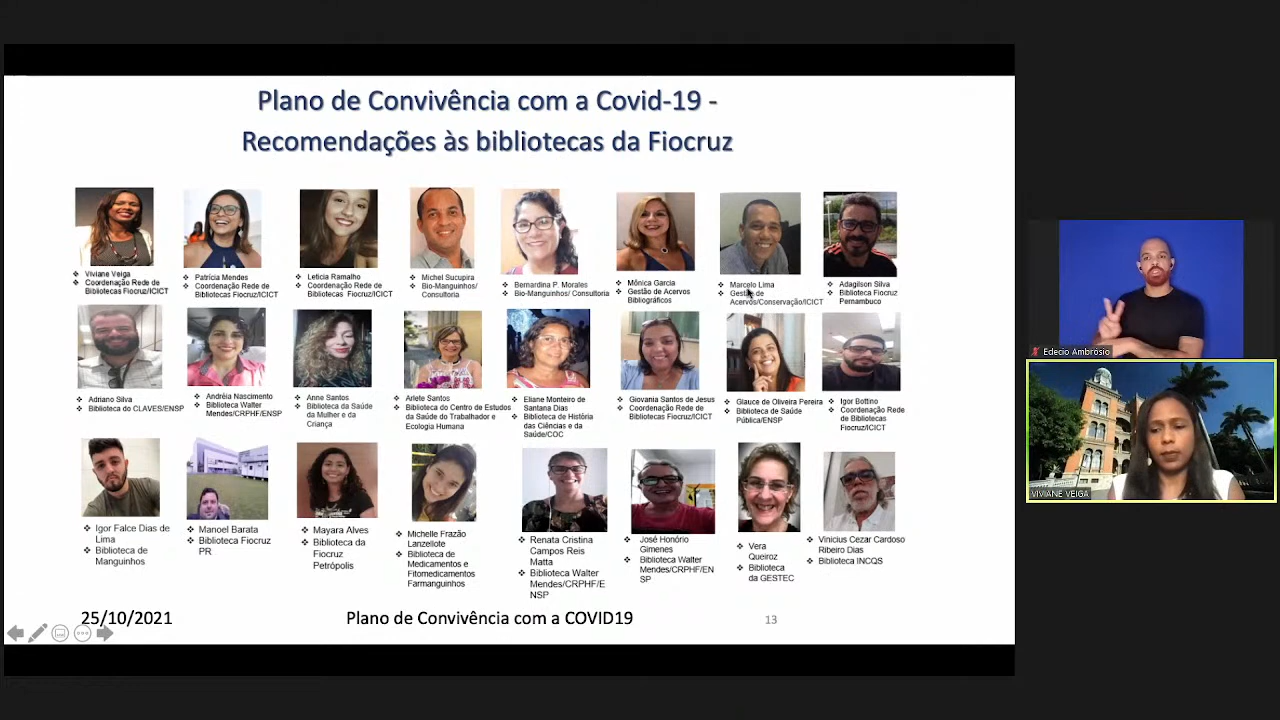 Plano de Convivência com a Covid-19 -
Recomendações às bibliotecas da Fiocruz
Viviane Veiga
Coordenação Rede de
Bibliotecas Fiocruz/ICICT
Patrícia Mendes
Coordenação Rede de
Bibliotecas Fiocruz/ICICT
Leticia Ramalho
Coordenação Rede de
Bibliotecas Fiocruz/ICICT
Michel Sucupira
Bio-Manguinhos/
Consultoria
Bernardina P. Morales
Bio-Manguinhos/ Consultoria
Mônica Garcia
Gestão de Acervos
Bibliográficos
Marcelo Lima
Gestão de
Acervos/Conservação/ICICT
Adagilson Silva
Biblioteca Fiocruz
Pernambuco
Adriano Silva
Biblioteca do CLAVES/ENSP
Andréia Nascimento
Biblioteca Walter
Mendes/CRPHF/ENSP
Anne Santos
Biblioteca da Saúde
da Mulher e da
Criança
Arlete Santos
Biblioteca do Centro de Estudos
da Saúde do Trabalhador e
Ecologia Humana
Eliane Monteiro de
Santana Dias
Biblioteca de História
das Ciências e da
Saúde/COC
Giovania Santos de Jesus
Coordenação Rede de
Bibliotecas Fiocruz/ICICT
Glauce de Oliveira Pereira
Biblioteca de Saúde
Pública/ENSP
Igor Bottino
Coordenação Rede
de Bibliotecas
Fiocruz/ICICT
Igor Falce Dias de
Lima
Biblioteca de
Manguinhos
Manoel Barata
Biblioteca Fiocruz
PR
Mayara Alves
Biblioteca da
Fiocruz
Petrópolis
Michelle Frazão
Lanzellote
Biblioteca de
Medicamentos e
Fitomedicamentos
Farmanguinhos
Renata Cristina
Campos Reis
Matta
Biblioteca Walter
Mendes/CRPHF/E
NSP
José Honório
Gimenes
Biblioteca Walter
Mendes/CRPHF/EN
SP
Vera
Queiroz
Biblioteca
da GESTEC
Vinicius Cezar Cardoso
Ribeiro Dias
Biblioteca INCQS
25/10/2021
Plano de Convivência com a COVID19
13
Edecio Ambrósio
VIVIANE VEIGA